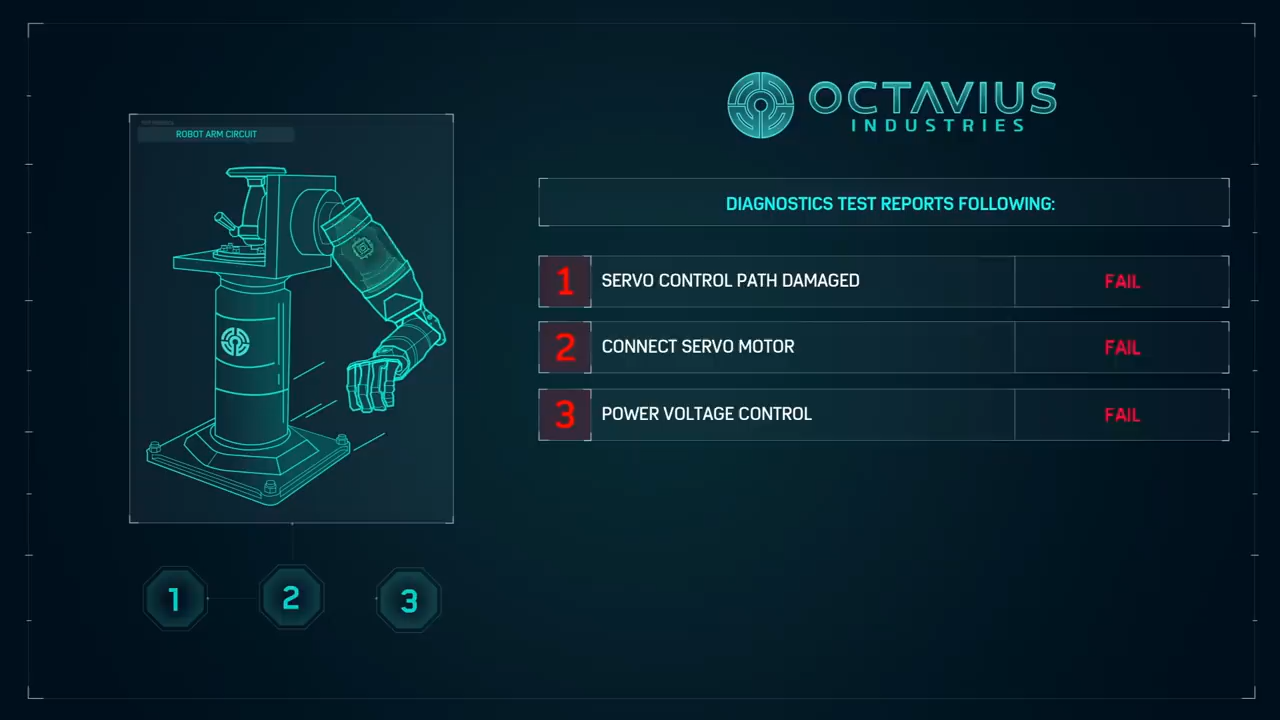 OCTAVIUS
INDUSTRIES
ROBOT ARM CIRCUIT
DIAGNOSTICS TEST REPORTS FOLLOWING:
1 SERVO CONTROL PATH DAMAGED FAIL
2 CONNECT SERVO MOTOR FAIL
3 POWER VOLTAGE CONTROL FAIL
1 2 3